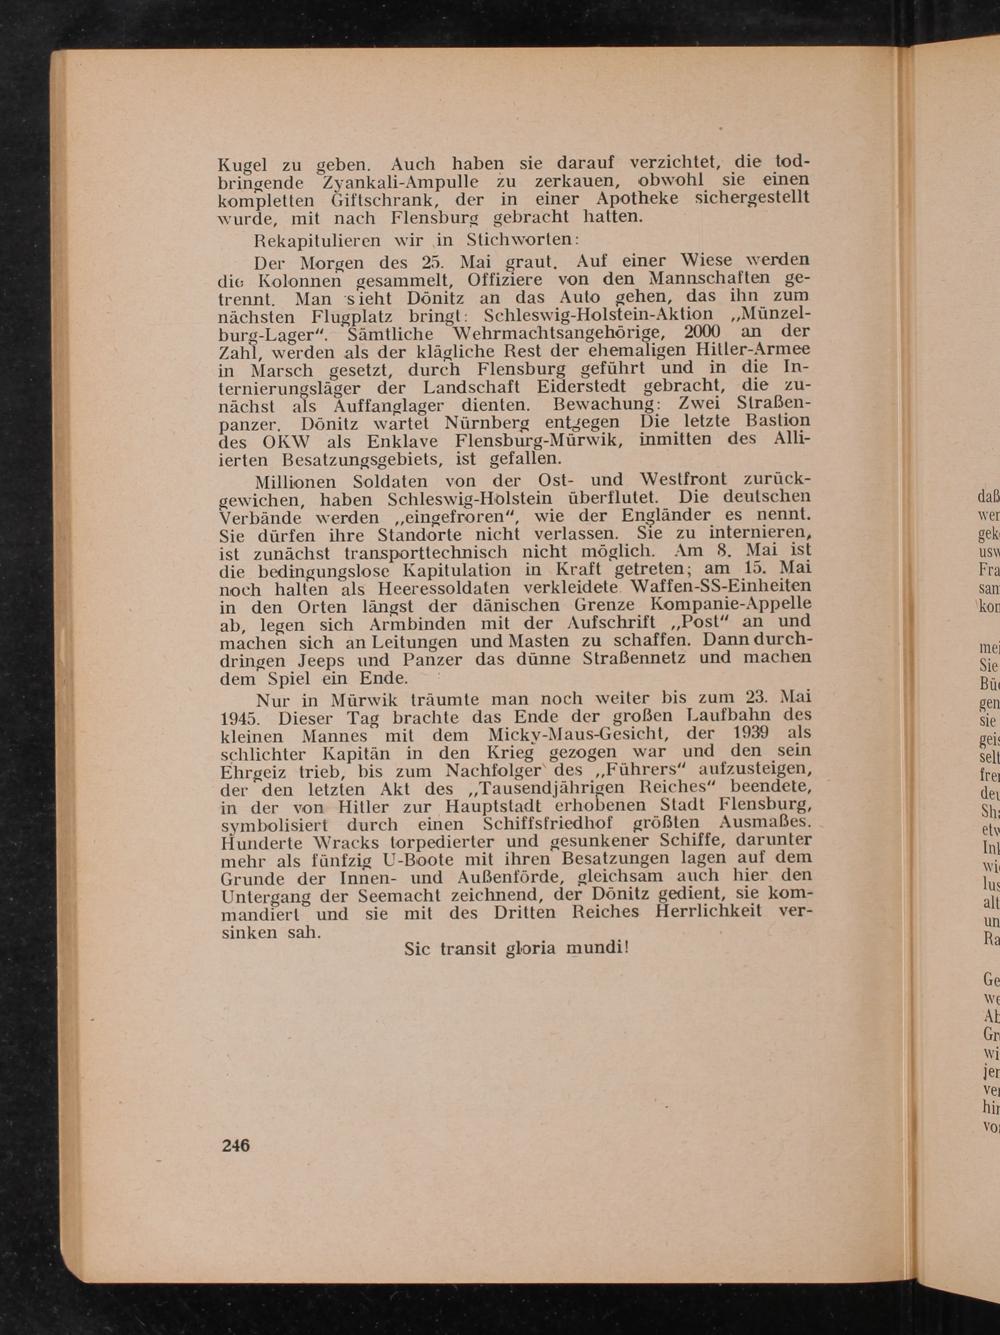 Kugel zu geben. Auch haben sie darauf verzichtet, die tod-
bringende Zyankali-Ampulle zu zerkauen, obwohl sie einen
kompletten Giftschrank, der in einer Apotheke sichergestellt
wurde, mit nach Flensburg gebracht hatten.
Rekapitulieren wir in Stichworten:
Der Morgen des 25. Mai graut. Auf einer Wiese werden
die Kolonnen gesammelt, Offiziere von den Mannschaften ge-
trennt. Man sieht Dönitz an das Auto gehen, das ihn zum
nächsten Flugplatz bringt: Schleswig-Holstein-Aktion „Münzel-
burg-Lager“. Sämtliche Wehrmachtsangehörige, 2000 an der
Zahl, werden als der klägliche Rest der ehemaligen Hitler-Armee
in Marsch gesetzt, durch Flensburg geführt und in die In-
ternierungsläger der Landschaft Eiderstedt gebracht, die zu-
nächst als Auffanglager dienten. Bewachung: Zwei Straßen-
panzer. Dönitz wartet Nürnberg entgegen Die letzte Bastion
des OKW als Enklave Flensburg-Mürwik, inmitten des Alli-
ierten Besatzungsgebiets, ist gefallen.
Millionen Soldaten von der Ost- und Westfront zurück-
gewichen, haben Schleswig-Holstein überflutet. Die deutschen
Verbände werden „eingefroren“, wie der Engländer es nennt.
Sie dürfen ihre Standorte nicht verlassen. Sie zu internieren,
ist zunächst transporttechnisch nicht möglich. Am 8. Mai ist
die bedingungslose Kapitulation in Kraft getreten; am 15. Mai
noch halten als Heeressoldaten verkleidete Waffen-SS-Einheiten
in den Orten längst der dänischen Grenze Kompanie-Appelle
ab, legen sich Armbinden mit der Aufschrift „Post“ an und
machen sich an Leitungen und Masten zu schaffen. Dann durch-
dringen Jeeps und Panzer das dünne Straßennetz und machen
dem Spiel ein Ende.
Nur in Mürwik träumte man noch weiter bis zum 23. Mai
1945. Dieser Tag brachte das Ende der großen Laufbahn des
kleinen Mannes mit dem Micky-Maus-Gesicht, der 1939 als
schlichter Kapitän in den Krieg gezogen war und den sein
Ehrgeiz trieb, bis zum Nachfolger des „Führers“ aufzusteigen,
der den letzten Akt des „Tausendjährigen Reiches“ beendete,
in der von Hitler zur Hauptstadt erhobenen Stadt Flensburg,
symbolisiert durch einen Schiffsfriedhof größten Ausmaßes.
Hunderte Wracks torpedierter und gesunkener Schiffe, darunter
mehr als fünfzig U-Boote mit ihren Besatzungen lagen auf dem
Grunde der Innen- und Außenförde, gleichsam auch hier den
Untergang der Seemacht zeichnend, der Dönitz gedient, sie kom-
mandiert und sie mit des Dritten Reiches Herrlichkeit ver-
sinken sah.
Sic transit gloria mundi!
246